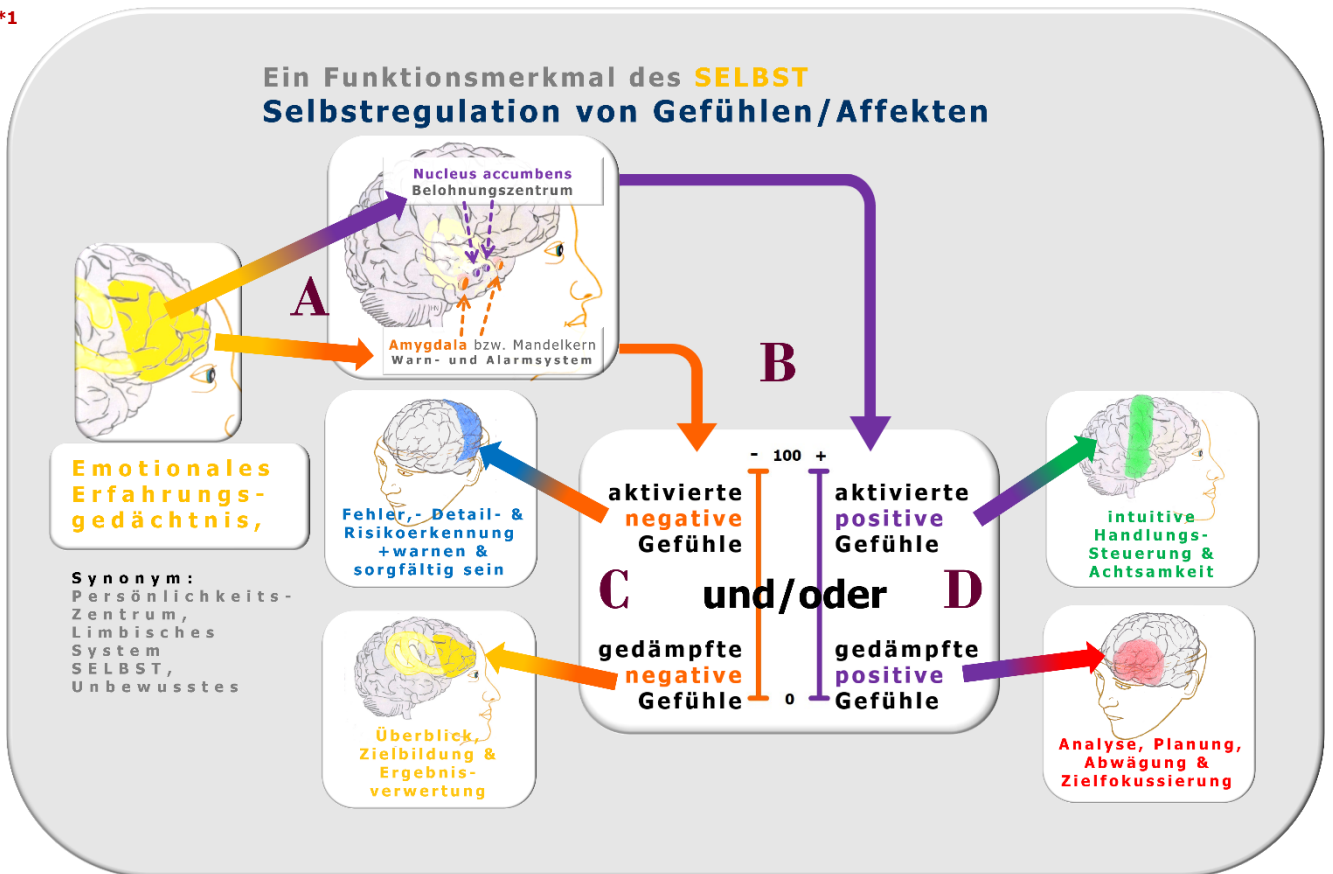 *1
Ein Funktionsmerkmal des SELBST
Selbstregulation von Gefühlen/Affekten
Nucleus accumbens
Belohnungszentrum
A
Amygdala bzw. Mandelkern
Warn- und Alarmsystem
B
Emotionales
Erfahrungs-
gedächtnis,
Synonym:
Persönlichkeits-
Zentrum,
Limbisches
System
SELBST,
Unbewusstes
Fehler,- Detail- &
Risikoerkennung
+warnen &
sorgfältig sein
Überblick,
Zielbildung &
Ergebnis-
verwertung
- 100 +
aktivierte
negative
Gefühle
aktivierte
positive
Gefühle
C
und/oder
D
gedämpfte
negative
Gefühle
0
gedämpfte
positive
Gefühle
intuitive
Handlungs-
Steuerung &
Achtsamkeit
Analyse, Planung,
Abwägung &
Zielfokussierung